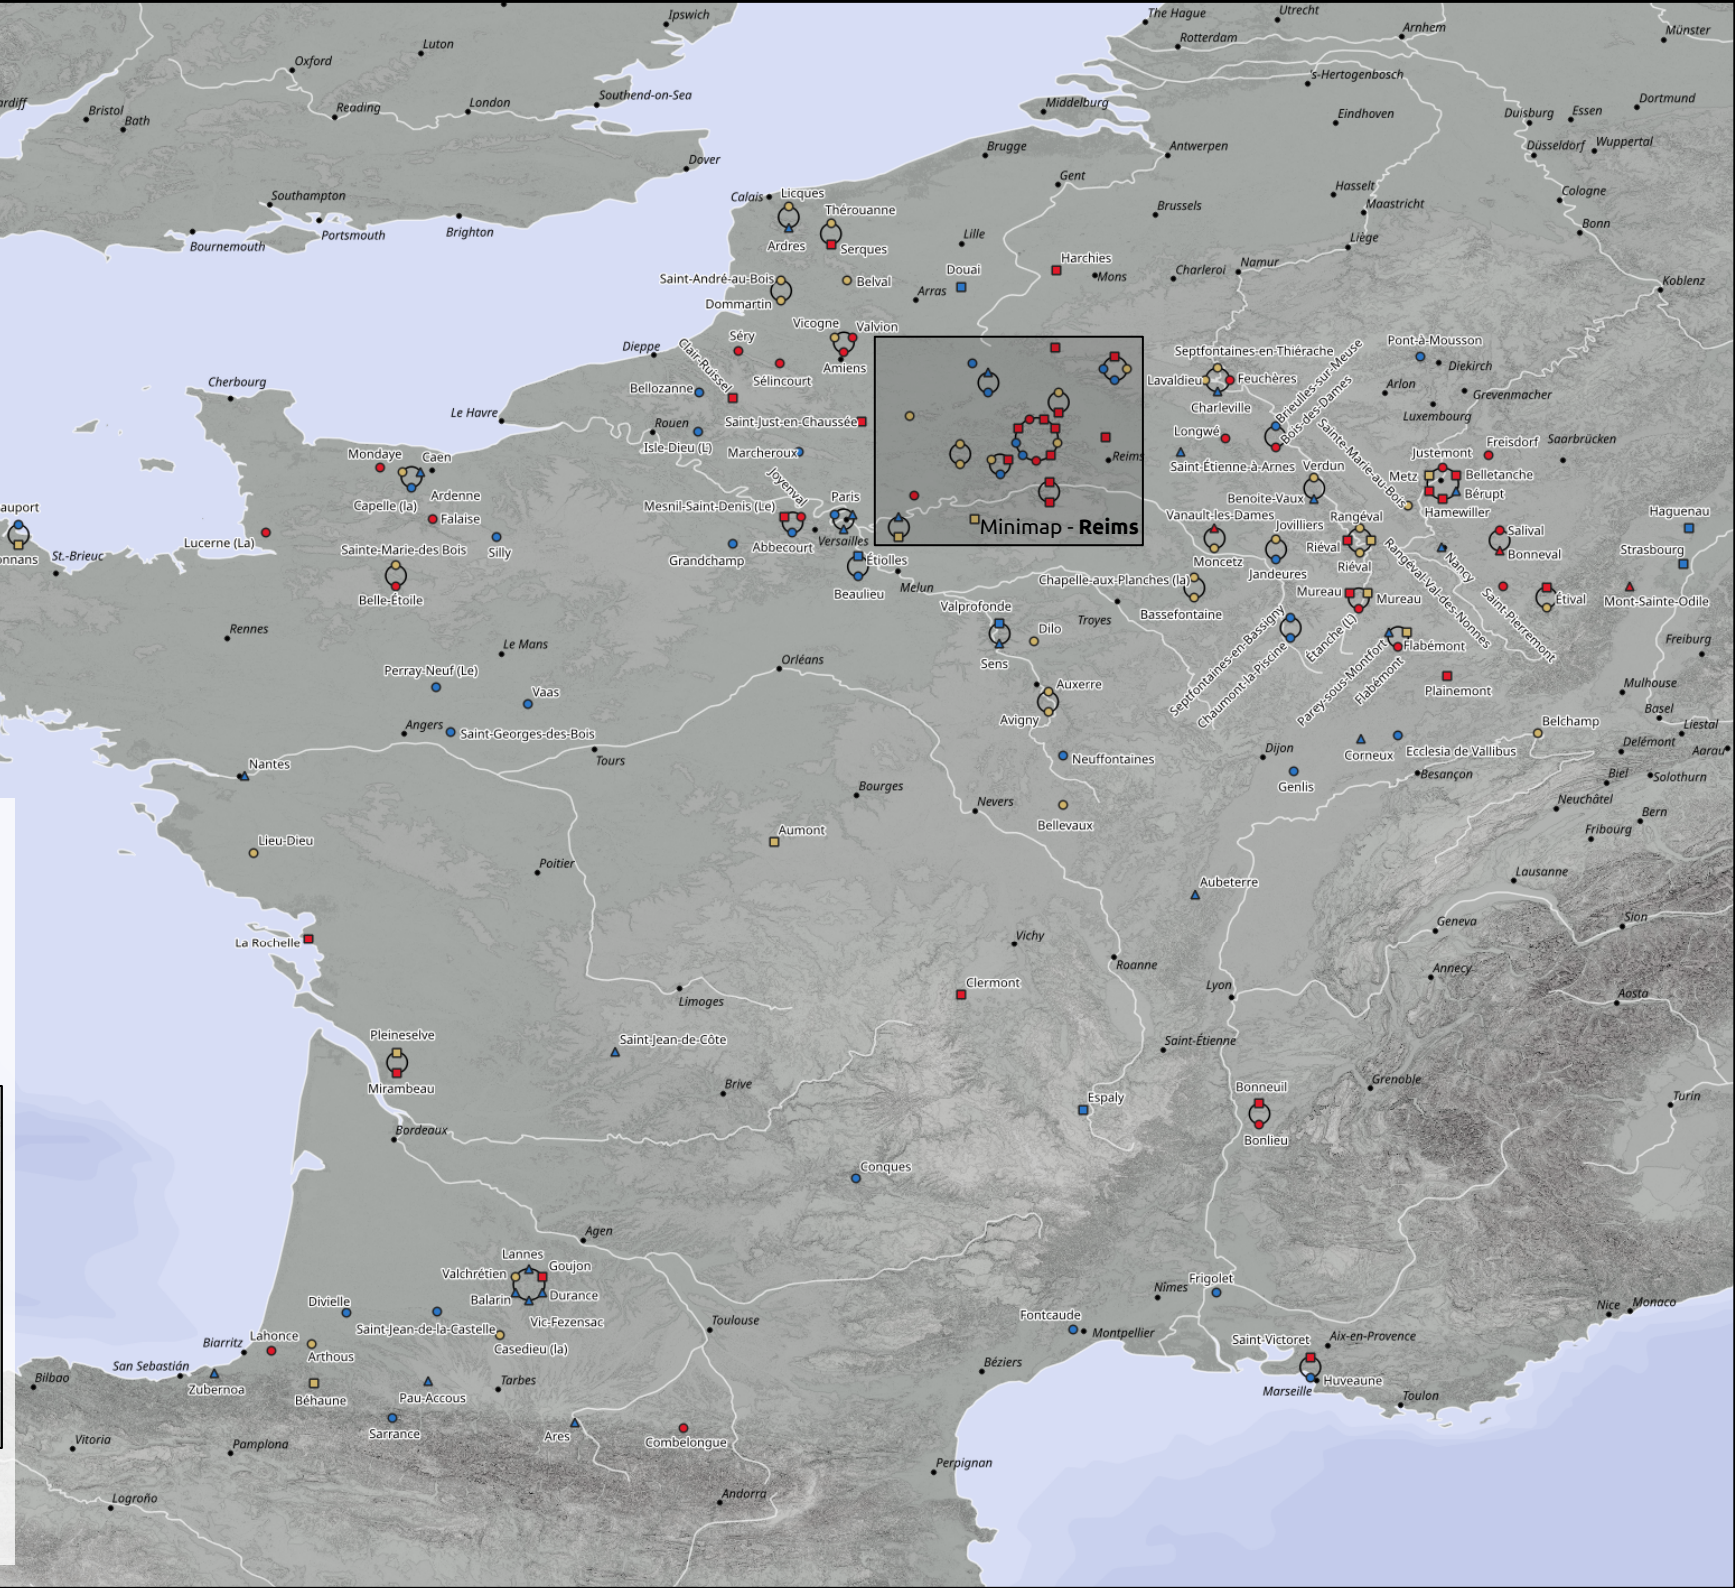 The Hague
Utrecht
Ipswich
Arnhem
Münster
Rotterdam
Luton
Oxford
's-Hertogenbosch
Southend-on-Sea
Dortmund
ardiff
Bristol
Reading
London
Middelburg
Essen
Bath
Eindhoven
Duisburg
Wuppertal
Brugge
Antwerpen
Düsseldorf
Dover
Gent
Hasselt
Cologne
Calais
Licques
Southampton
Maastricht
Brussels
Thérouanne
Bonn
Portsmouth
Brighton
Lille
Liège
Bournemouth
Ardres
Serques
Harchies
Namur
Douai
Charleroi
Mons
Saint-André-au-Bois
Belval
Koblenz
Arras
Dommartin
Vicogne
Valvion
Séry
Pont-à-Mousson
Dieppe
Clair-Ruissel
Septfontaines-en-Thiérache
Brieulles-sur-Meuse
Amiens
Diekirch
Cherbourg
Sélincourt
Lavaldieu
Feuchères
Bellozanne
Arlon
Grevenmacher
Bois-des-Dames
Le Havre
Charleville
Luxembourg
Saint-Just-en-Chaussée
Rouen
Longwé
Sainte-Marie-au-Bois
Freisdorf
Saarbrücken
Isle-Dieu (L)
Marcheroux
Justement
Mondaye
Caen
Reims
Saint-Étienne-à-Arnes
Verdun
Metz
Belletanche
Joyenval
Ardenne
Paris
Benoite-Vaux
Bérupt
Capelle (la)
Mesnil-Saint-Denis (Le)
Hamewiller
Haguenau
auport
Falaise
Minimap - Reims
Vanault-les-Dames
Jovilliers
Rangéval
Salival
Lucerne (La)
Versailles
Abbecourt
Riéval
Strasbourg
onnans
St.-Brieuc
Sainte-Marie-des Bois
Silly
Grandchamp
Étiolles
Moncetz
Riéval
Nancy
Bonneval
Jandeures
Melun
Chapelle-aux-Planches (la)
Beaulieu
Mureau
Mureau
Rangéval-Val-des-Nonnes
Saint-Pierremont
Étival
Mont-Sainte-Odile
Belle-Étoile
Valprofonde
Troyes
Bassefontaine
Rennes
Dilo
Septfontaines-en-Bassigny
Chaumont-la-Piscine
Étanche (L)
Parey-sous-Montfort
Flabémont
Flabémont
Freiburg
Le Mans
Sens
Orléans
Perray-Neuf (Le)
Auxerre
Plainemont
Mulhouse
Vaas
Basel
Avigny
Belchamp
Liestal
Angers
Saint-Georges-des-Bois
Dijon
Corneux
Ecclesia de Vallibus
Delémont
Aarau
Tours
Neuffontaines
Nantes
Genlis
Besançon
Biel
Solothurn
Bourges
Nevers
Neuchâtel
Bern
Bellevaux
Fribourg
Aumont
Lieu-Dieu
Poitier
Lausanne
Aubeterre
Geneva
Sion
La Rochelle
Vichy
Roanne
Annecy
Clermont
Lyon
Aosta
Limoges
Pleineselve
Saint-Jean-de-Côte
Saint-Étienne
Mirambeau
Brive
Grenoble
Bonneuil
Espaly
Turin
Bordeaux
Bonlieu
Conques
Agen
Lannes
Goujon
Valchrétien
Frigolet
Nîmes
Balarin
Durance
Divielle
Nice
Monaco
Vic-Fezensac
Fontcaude
Toulouse
Saint-Jean-de-la-Castelle
Montpellier
Aix-en-Provence
Biarritz
Lahonce
Saint-Victoret
Casedieu (la)
Arthous
San Sebastián
Béziers
Bilbao
Tarbes
Huveaune
Zubernoa
Marseille
Toulon
Béhaune
Pau-Accous
Sarrance
Ares
Combelongue
Vitoria
Pamplona
Perpignan
Andorra
Logroño